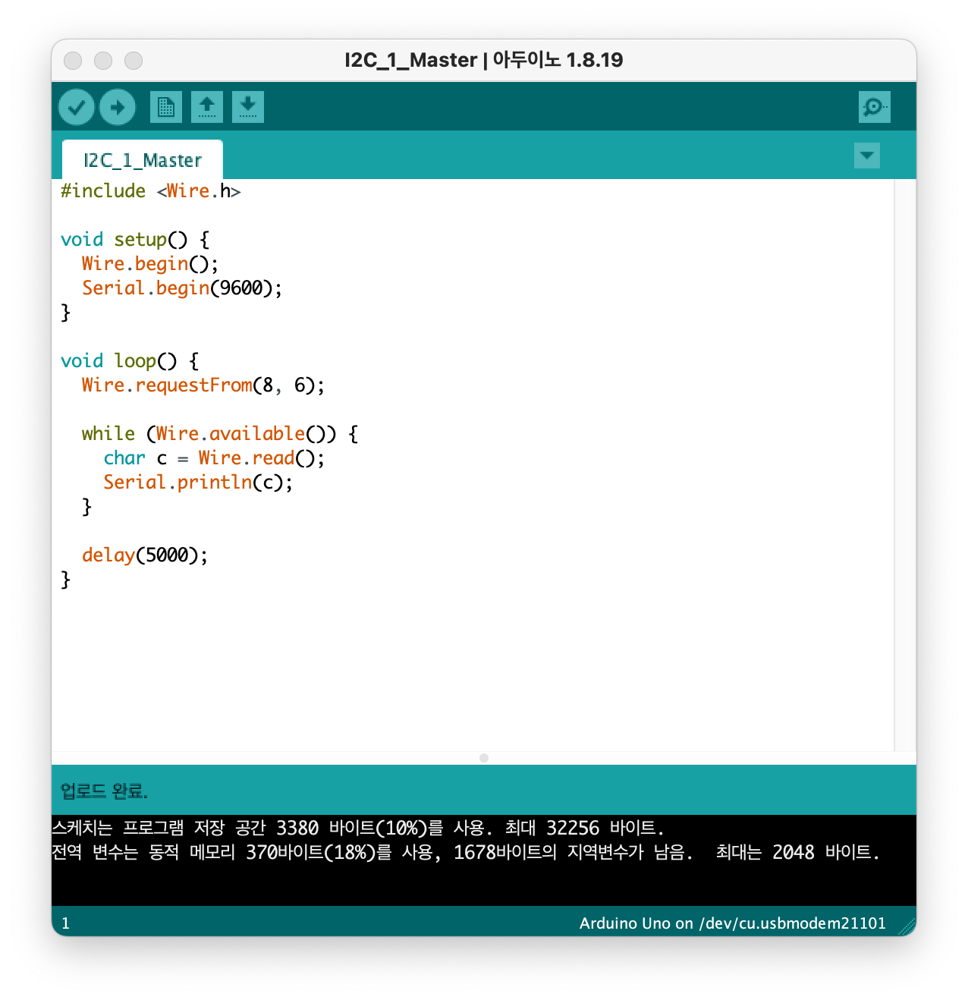 I2C_1_Master | 아두이노 1.8.19
I2C_1_Master
#include <Wire.h>
void setup() {
  Wire.begin();
  Serial.begin(9600);
}
void loop() {
  Wire.requestFrom(8, 6);
  while (Wire.available()) {
    char c = Wire.read();
    Serial.println(c);
  }
  delay(5000);
}
업로드 완료.
스케치는 프로그램 저장 공간 3380 바이트(10%)를 사용. 최대 32256 바이트.
전역 변수는 동적 메모리 370바이트(18%)를 사용, 1678바이트의 지역변수가 남음.  최대는 2048 바이트.
1
Arduino Uno on /dev/cu.usbmodem21101